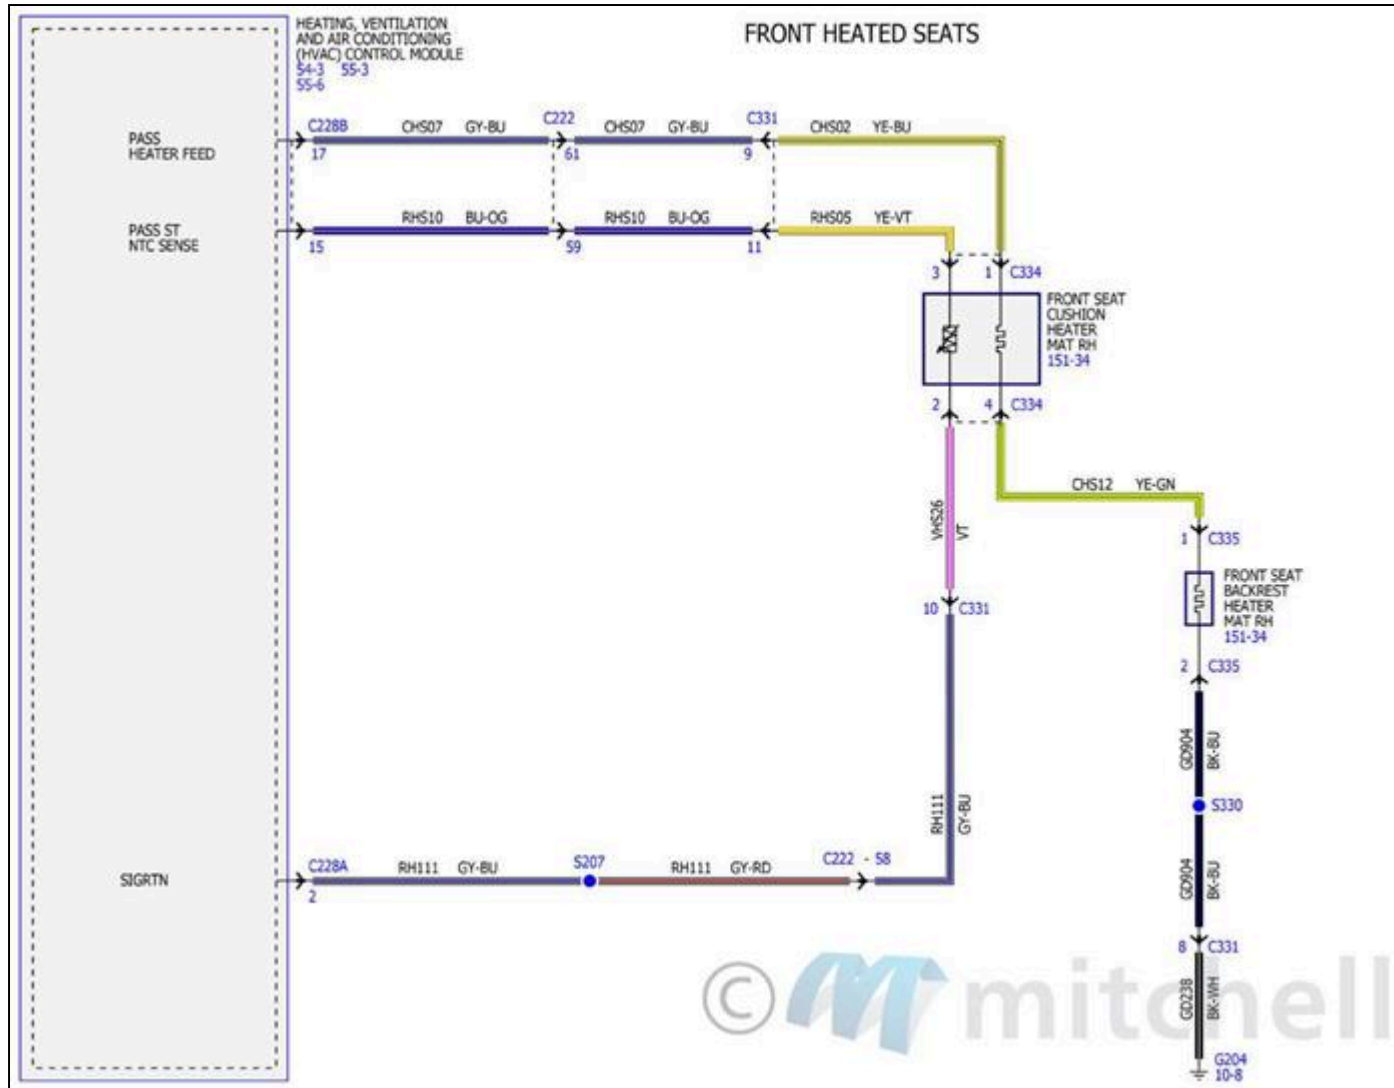 HEATING, VENTILATION
AND AIR CONDITIONING
(HVAC) CONTROL MODULE
54-3 55-3
55-6
FRONT HEATED SEATS
PASS
HEATER FEED
C228B
17
CHS07 GY-BU
C222
61
CHS07 GY-BU
C331
9
CHS02 YE-BU
PASS ST
NTC SENSE
15
RHS10 BU-OG
59
RHS10 BU-OG
11
RHS05 YE-VT
3 1 C334
FRONT SEAT
CUSHION
HEATER
MAT RH
151-34
2 4 C334
CHS12 YE-GN
VHS26
VT
1 C335
FRONT SEAT
BACKREST
HEATER
MAT RH
151-34
10 C331
2 C335
GD904
BK-BU
RH111
GY-BU
S330
SIGRTN
C228A
2
RH111 GY-BU
S207
RH111 GY-RD
C222 - 58
GD904
BK-BU
8 C331
GD238
BK-WH
G204
10-8
© mitchell